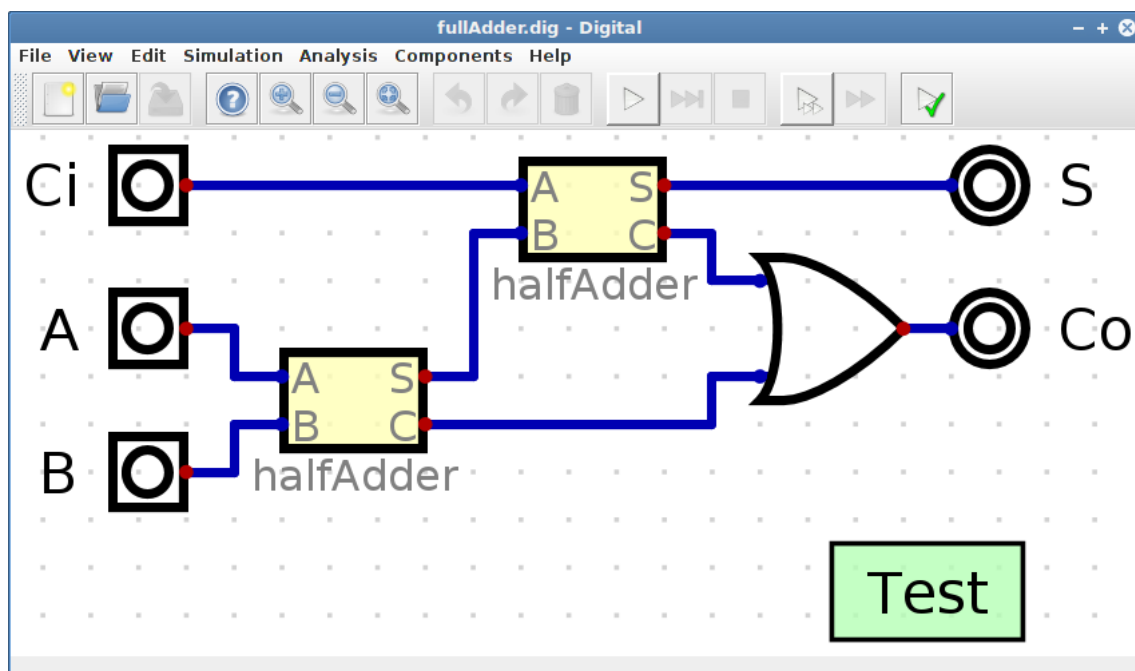 fullAdder.dig - Digital
File View Edit Simulation Analysis Components Help
Ci
A S
B C
halfAdder
S
A
Co
A S
B C
halfAdder
B
Test